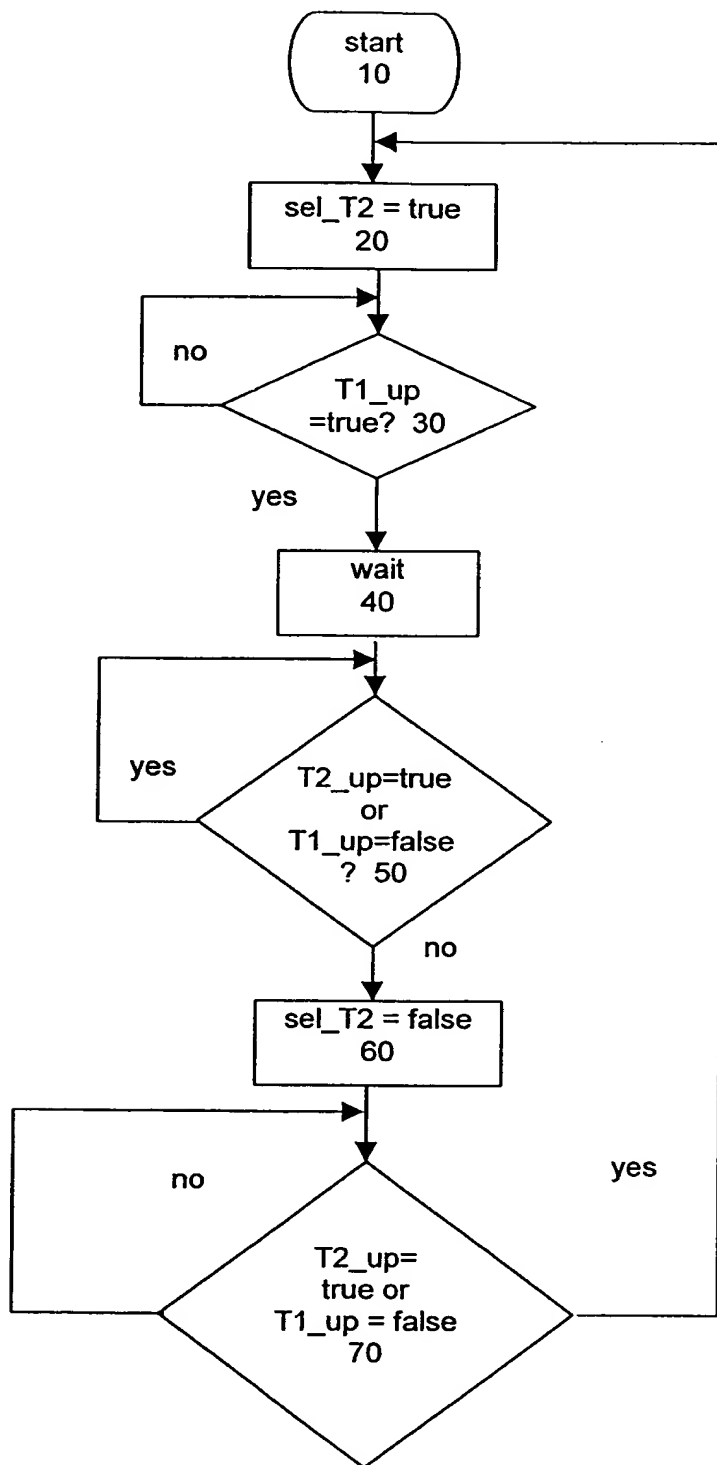 start
10
sel_T2 = true
20
no
T1_up
=true? 30
yes
wait
40
yes
T2_up=true
or
T1_up=false
? 50
no
sel_T2 = false
60
no
yes
T2_up=
true or
T1_up = false
70